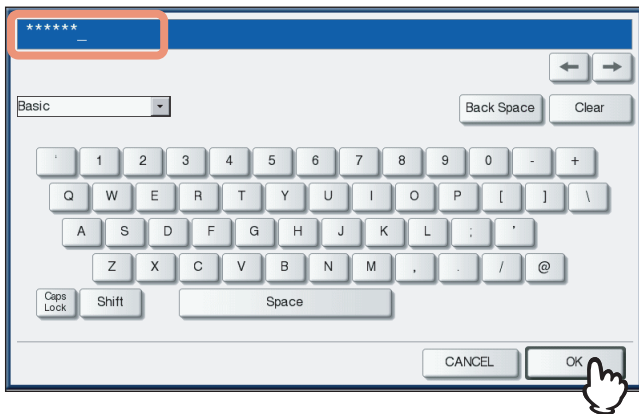 ******_
← →
Basic Back Space Clear
' 1 2 3 4 5 6 7 8 9 0 - +
Q W E R T Y U I O P [ ] \
A S D F G H J K L ; '
Z X C V B N M , . / @
Caps Lock Shift Space
CANCEL OK